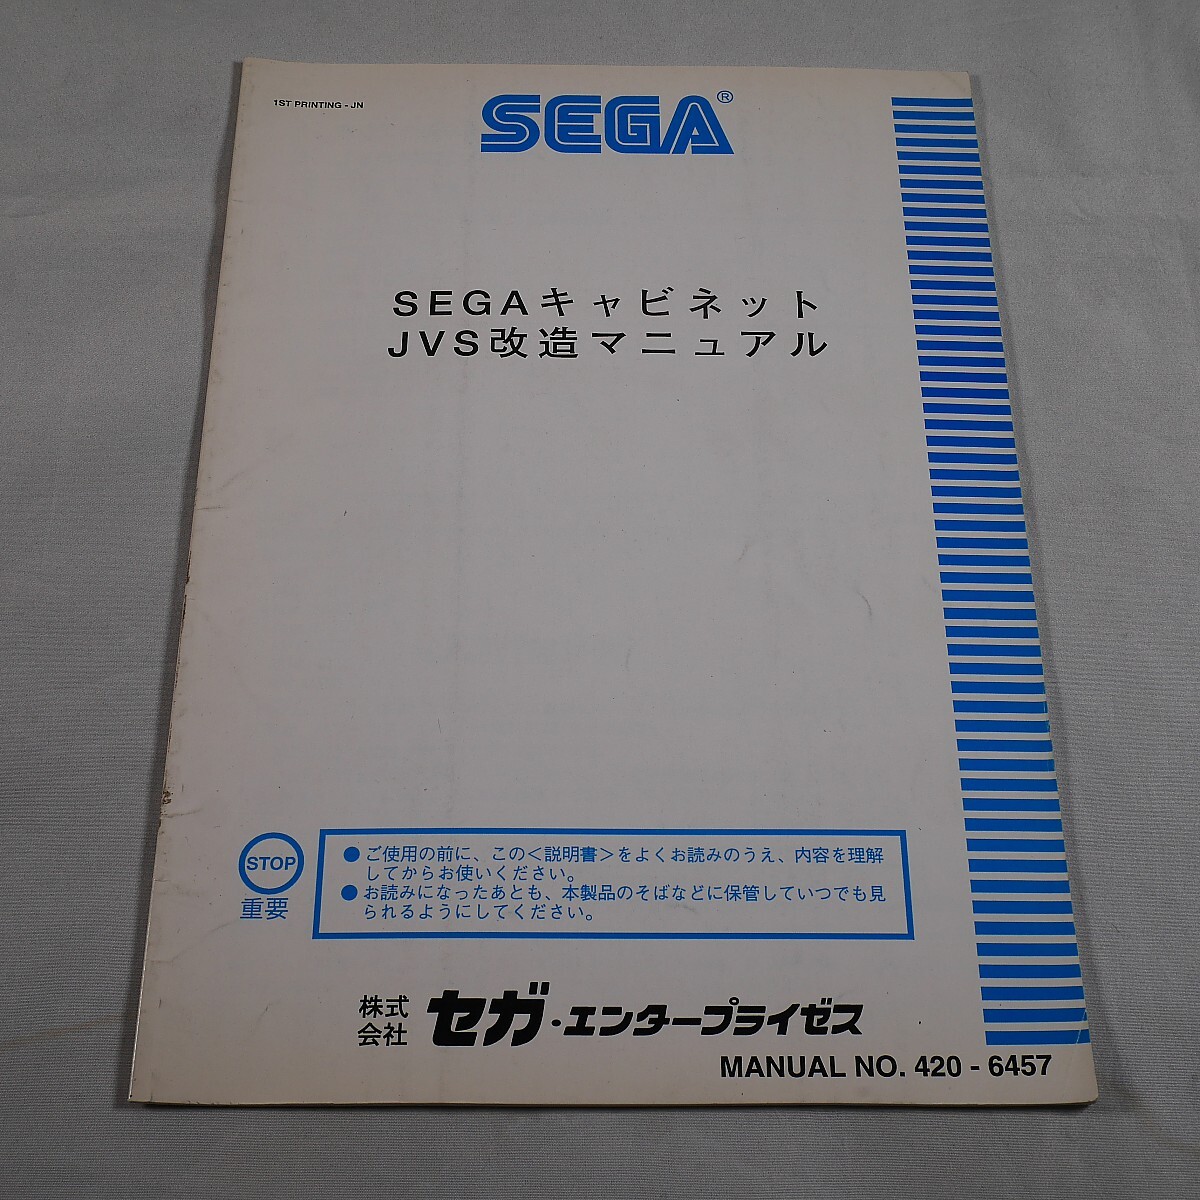 1ST PRINTING - JN
SEGA®
SEGAキャビネット
JVS改造マニュアル
STOP
重要
●ご使用の前に、この<説明書>をよくお読みのうえ、内容を理解
してからお使いください。
●お読みになったあとも、本製品のそばなどに保管していつでも見
られるようにしてください。
株式
会社
セガ・エンタープライゼス
MANUAL NO. 420 - 6457